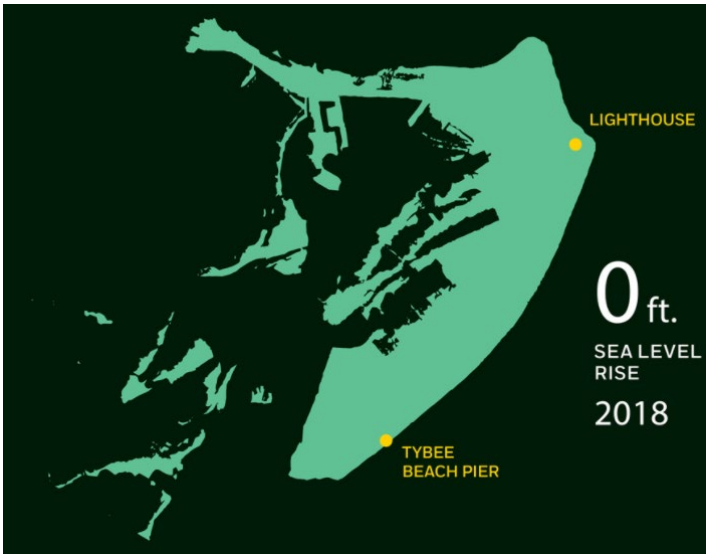 LIGHTHOUSE
0 ft.
SEA LEVEL
RISE
2018
TYBEE
BEACH PIER